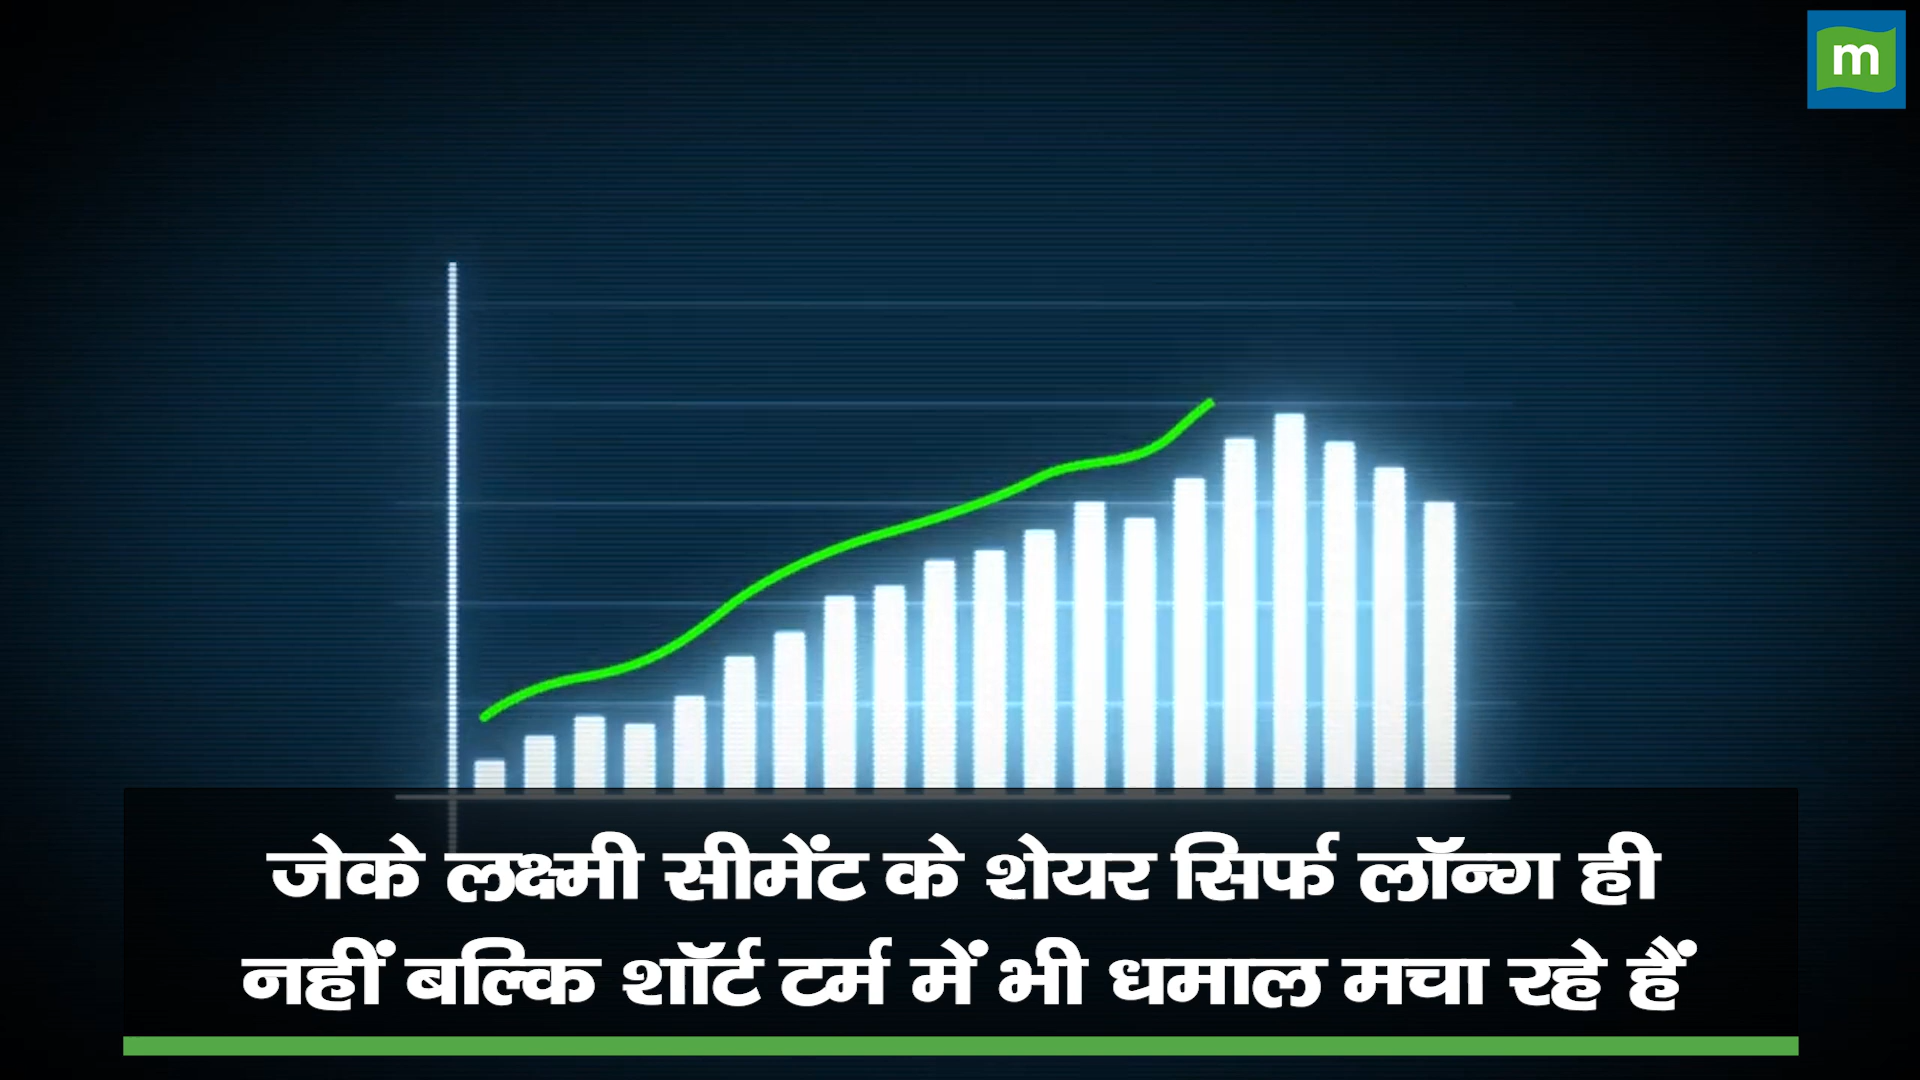 m
जेके लक्ष्मी सीमेंट के शेयर सिर्फ लॉन्ग ही
नहीं बल्कि शॉर्ट टर्म में भी धमाल मचा रहे हैं